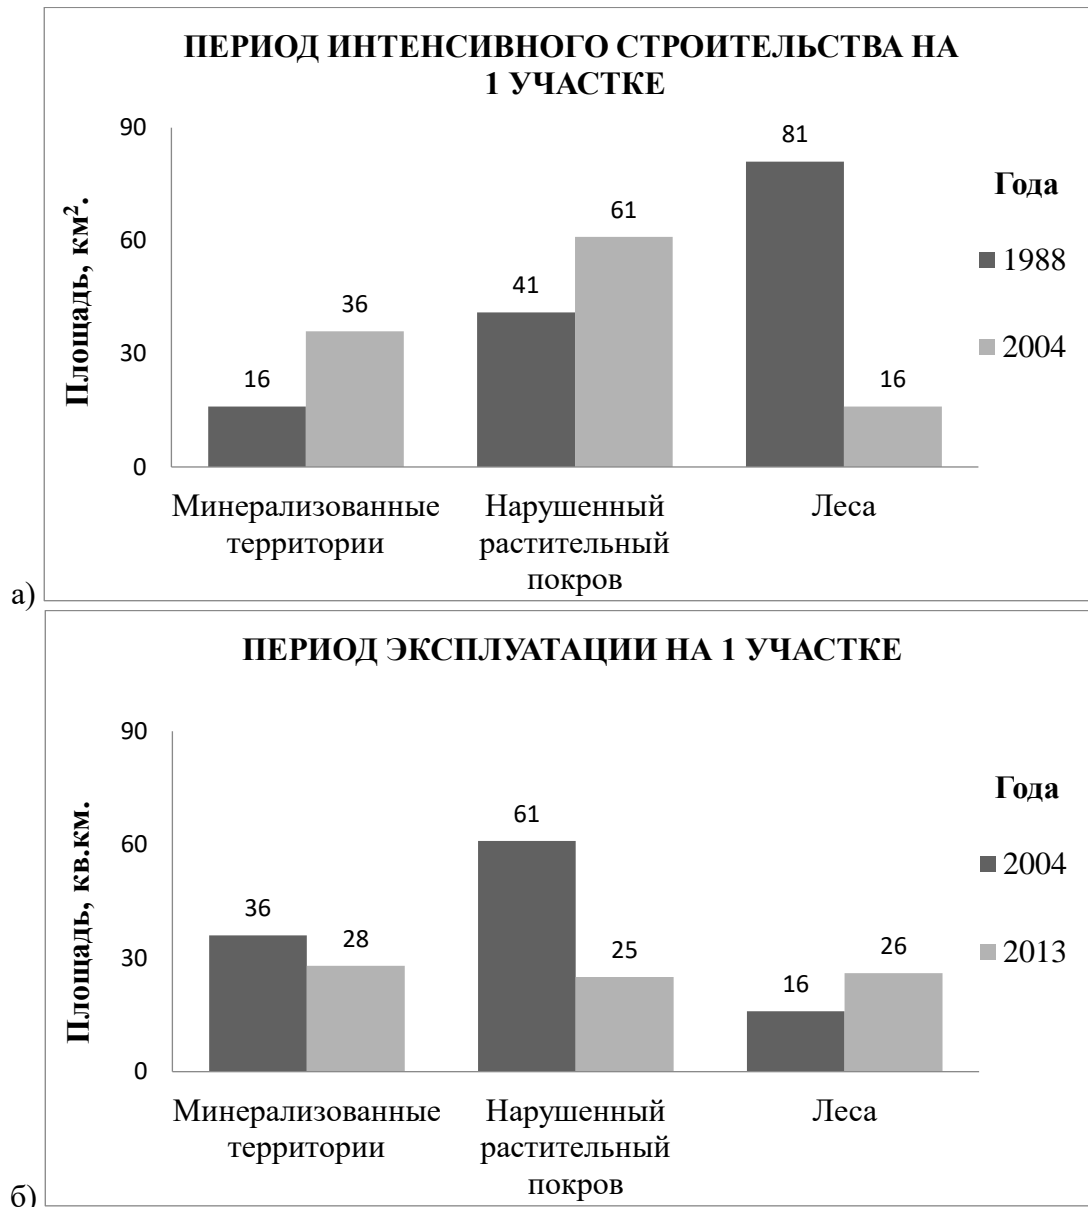 ПЕРИОД ИНТЕНСИВНОГО СТРОИТЕЛЬСТВА НА
1 УЧАСТКЕ
Площадь, км².
90
60
30
0
16
36
41
61
81
16
Минерализованные
территории
Нарушенный
растительный
покров
Леса
Года
1988
2004
а)
ПЕРИОД ЭКСПЛУАТАЦИИ НА 1 УЧАСТКЕ
Площадь, кв.км.
90
60
30
0
36
28
61
25
16
26
Минерализованные
территории
Нарушенный
растительный
покров
Леса
Года
2004
2013
б)